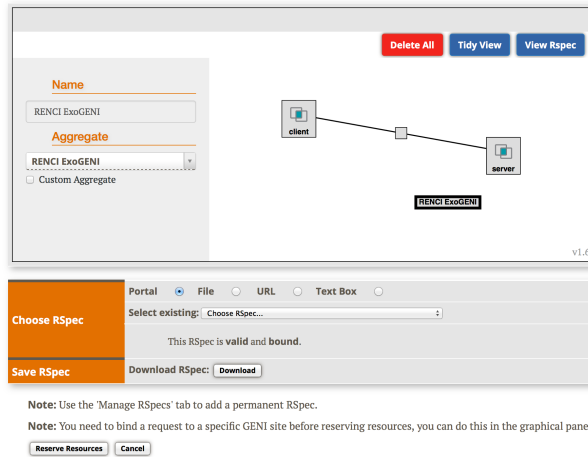 Delete All Tidy View View Rspec
Name
RENCI ExoGENI
Aggregate
RENCI ExoGENI
Custom Aggregate
client
server
RENCI ExoGENI
v1.6
Choose RSpec
Portal File URL Text Box
Select existing: Choose RSpec...
This RSpec is valid and bound.
Save RSpec
Download RSpec: Download
Note: Use the 'Manage RSpecs' tab to add a permanent RSpec.
Note: You need to bind a request to a specific GENI site before reserving resources, you can do this in the graphical pane
Reserve Resources Cancel